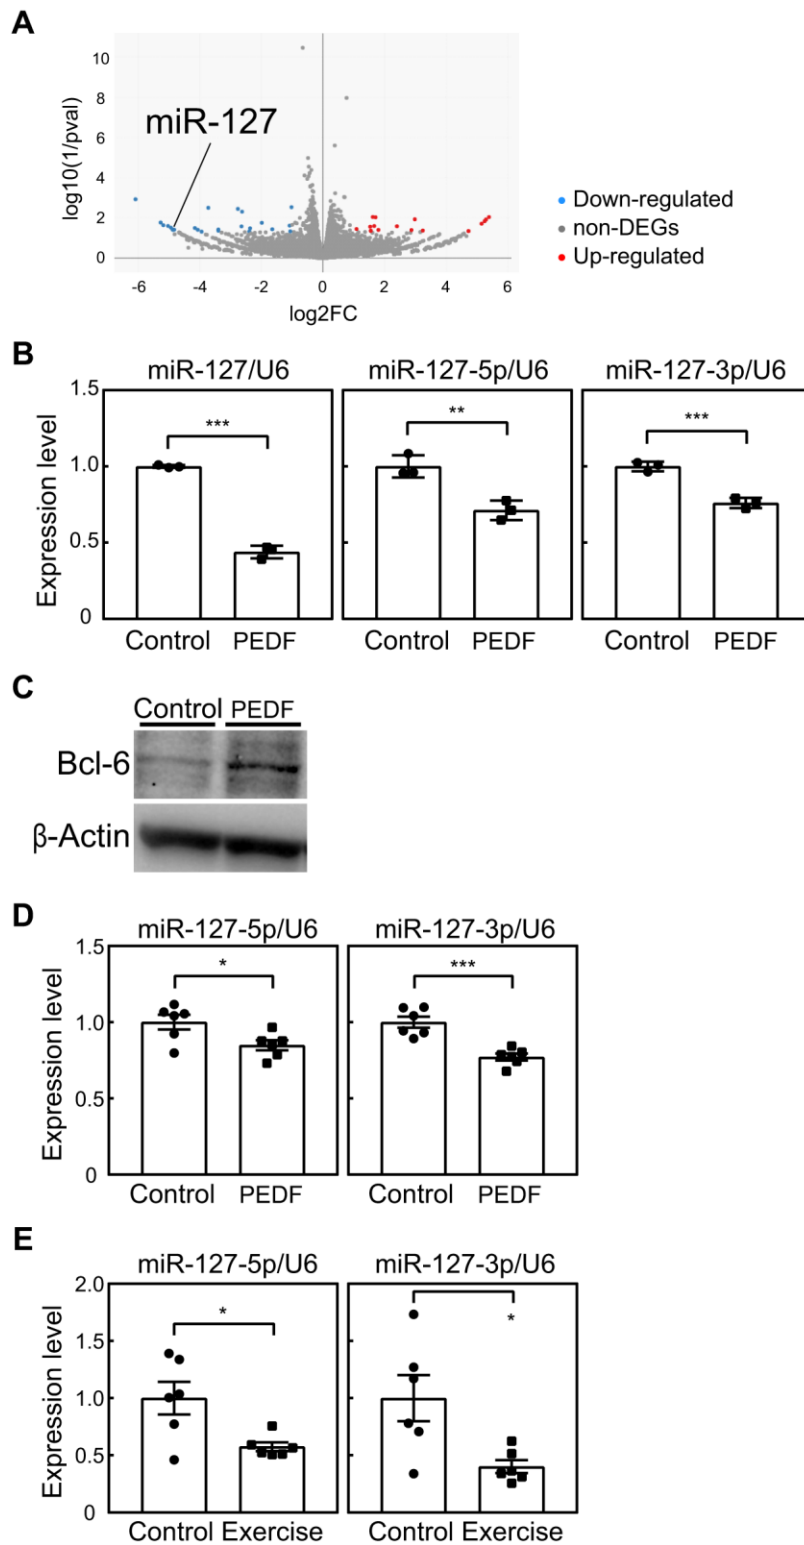 A
log10(1/pval)
10
8
6
4
2
0
miR-127
-6 -4 -2 0 2 4 6
log2FC
Down-regulated
non-DEGs
Up-regulated
B
miR-127/U6 miR-127-5p/U6 miR-127-3p/U6
Expression level
1.5
1.0
0.5
0
*** ** ***
Control PEDF Control PEDF Control PEDF
C
Control PEDF
Bcl-6
β-Actin
D
miR-127-5p/U6 miR-127-3p/U6
Expression level
1.5
1.0
0.5
0
* ***
Control PEDF Control PEDF
E
miR-127-5p/U6 miR-127-3p/U6
Expression level
2.0
1.5
1.0
0.5
0
* *
Control Exercise Control Exercise